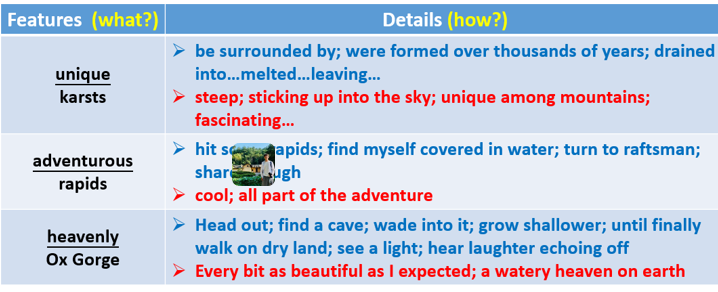 Features (what?)
Details (how?)
unique
karsts
➢ be surrounded by; were formed over thousands of years; drained
into…melted…leaving…
➢ steep; sticking up into the sky; unique among mountains;
fascinating…
adventurous
rapids
➢ hit rapids; find myself covered in water; turn to raftsman;
➢ cool; all part of the adventure
heavenly
Ox Gorge
➢ Head out; find a cave; wade into it; grow shallower; until finally
walk on dry land; see a light; hear laughter echoing off
➢ Every bit as beautiful as I expected; a watery heaven on earth